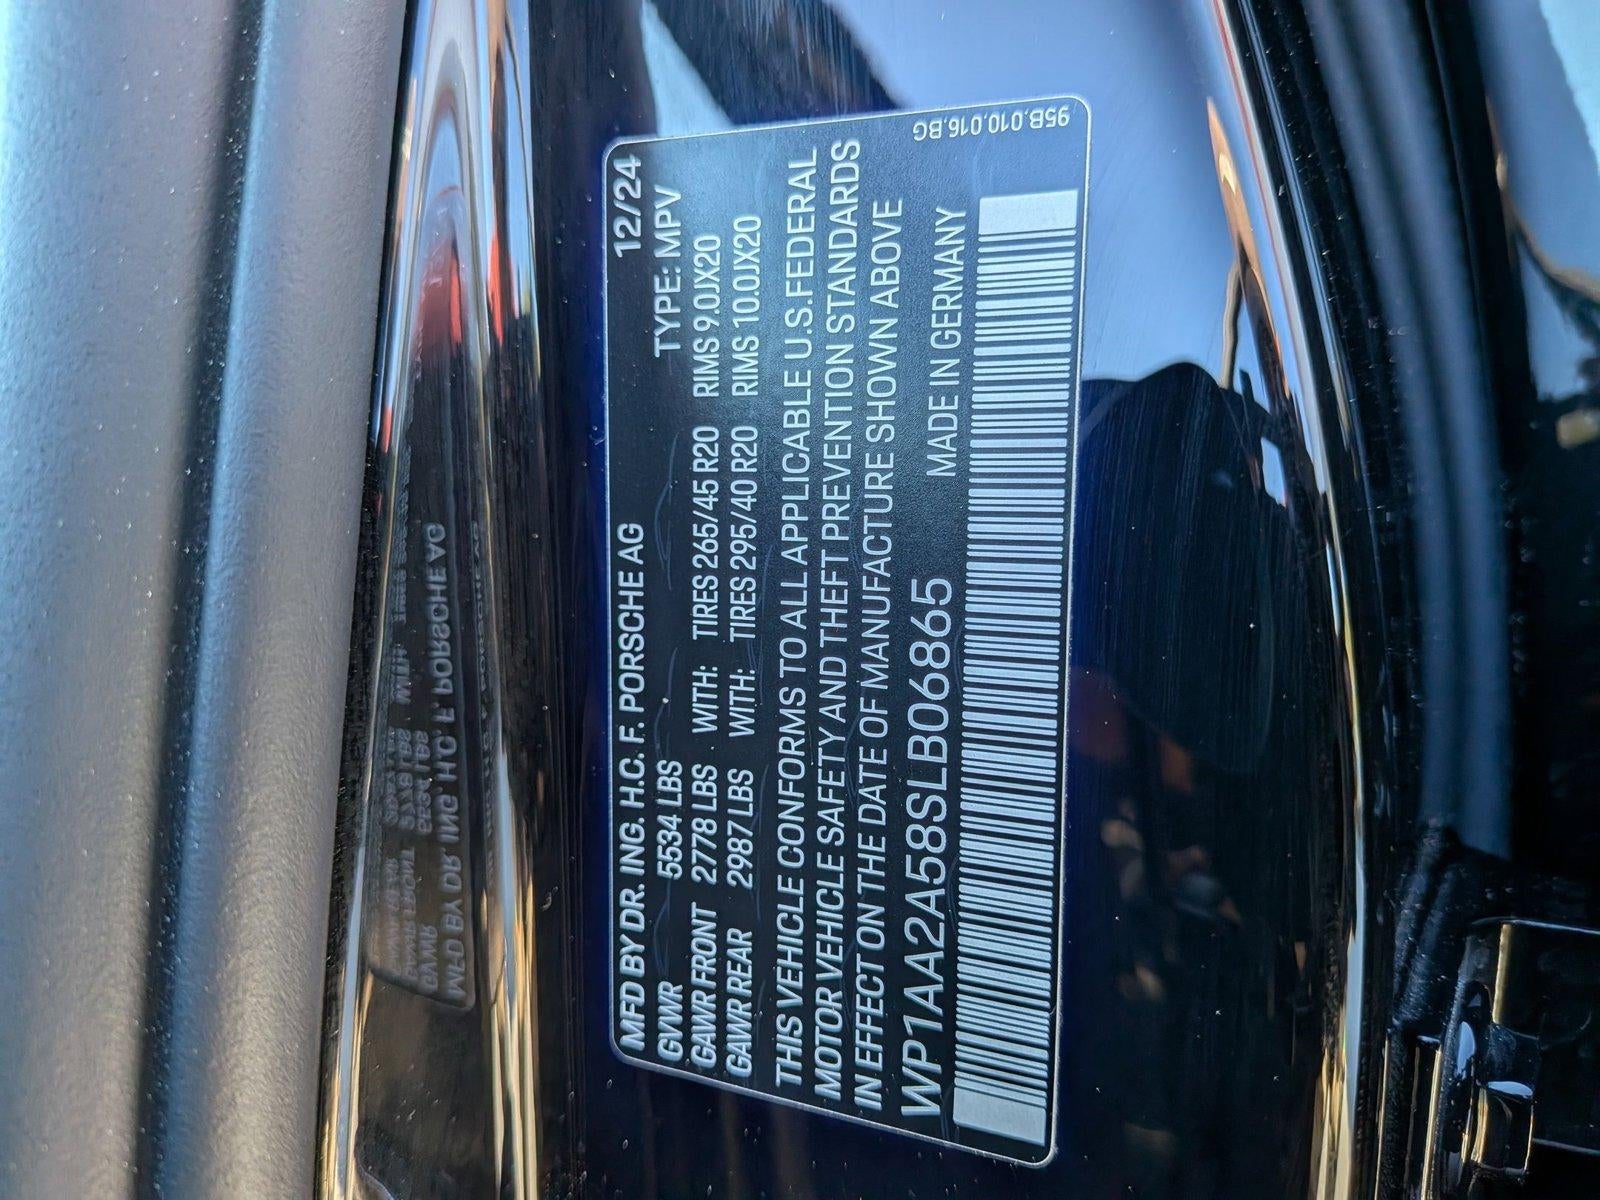 MFD BY DR. ING. H.C. F. PORSCHE AG 12/24
GVWR 5534 LBS TYPE: MPV
GAWR FRONT 2778 LBS WITH: TIRES 265/45 R20 RIMS 9.0JX20
GAWR REAR 2987 LBS WITH: TIRES 295/40 R20 RIMS 10.0JX20
THIS VEHICLE CONFORMS TO ALL APPLICABLE U.S.FEDERAL
MOTOR VEHICLE SAFETY AND THEFT PREVENTION STANDARDS
IN EFFECT ON THE DATE OF MANUFACTURE SHOWN ABOVE
WP1AA2A58SLB06865 MADE IN GERMANY
95B.010.016.BG